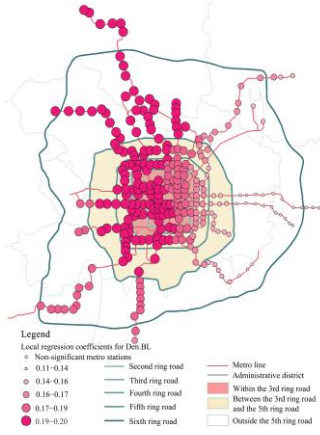 Legend
Local regression coefficients for Den.BL
Non-significant metro stations
0.11−0.14
0.14−0.16
0.16−0.17
0.17−0.19
0.19−0.20
Second ring road
Third ring road
Fourth ring road
Fifth ring road
Sixth ring road
Metro line
Administrative district
Within the 3rd ring road
Between the 3rd ring road
and the 5th ring road
Outside the 5th ring road